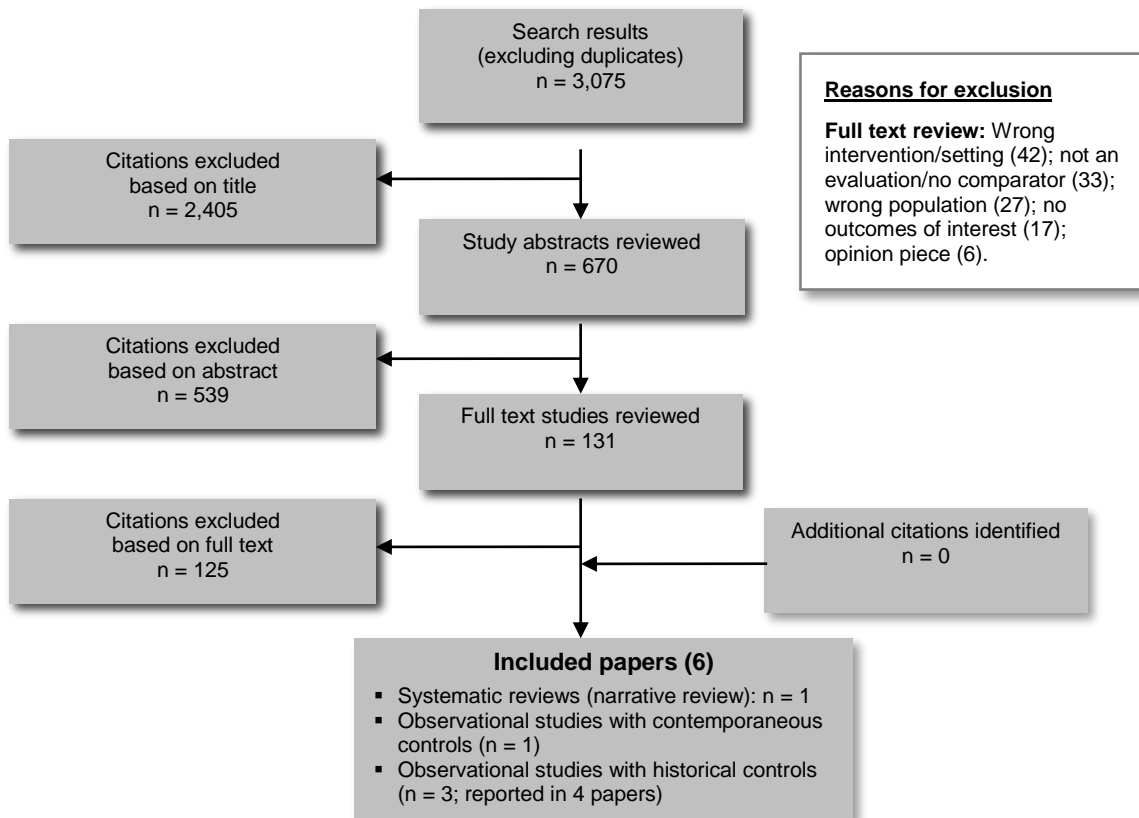 Search results
(excluding duplicates)
n = 3,075
Reasons for exclusion
Full text review: Wrong
intervention/setting (42); not an
evaluation/no comparator (33);
wrong population (27); no
outcomes of interest (17);
opinion piece (6).
Citations excluded
based on title
n = 2,405
Study abstracts reviewed
n = 670
Citations excluded
based on abstract
n = 539
Full text studies reviewed
n = 131
Citations excluded
based on full text
n = 125
Additional citations identified
n = 0
Included papers (6)
▪ Systematic reviews (narrative review): n = 1
▪ Observational studies with contemporaneous
controls (n = 1)
▪ Observational studies with historical controls
(n = 3; reported in 4 papers)